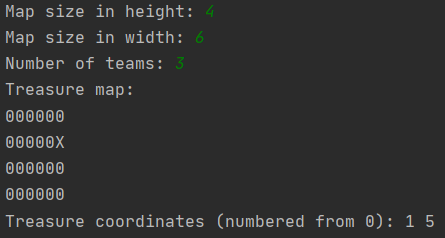 Map size in height: 4
Map size in width: 6
Number of teams: 3
Treasure map:
000000
00000X
000000
000000
Treasure coordinates (numbered from 0): 1 5